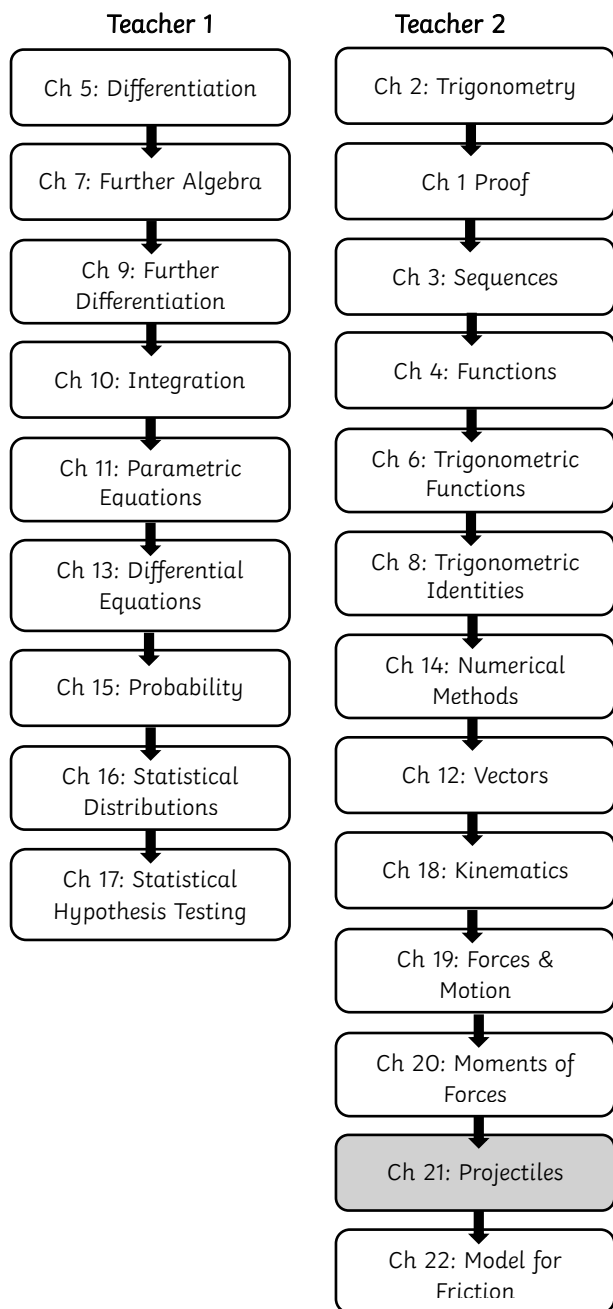 Teacher 1
Ch 5: Differentiation
Ch 7: Further Algebra
Ch 9: Further
Differentiation
Ch 10: Integration
Ch 11: Parametric
Equations
Ch 13: Differential
Equations
Ch 15: Probability
Ch 16: Statistical
Distributions
Ch 17: Statistical
Hypothesis Testing
Teacher 2
Ch 2: Trigonometry
Ch 1 Proof
Ch 3: Sequences
Ch 4: Functions
Ch 6: Trigonometric
Functions
Ch 8: Trigonometric
Identities
Ch 14: Numerical
Methods
Ch 12: Vectors
Ch 18: Kinematics
Ch 19: Forces &
Motion
Ch 20: Moments of
Forces
Ch 21: Projectiles
Ch 22: Model for
Friction